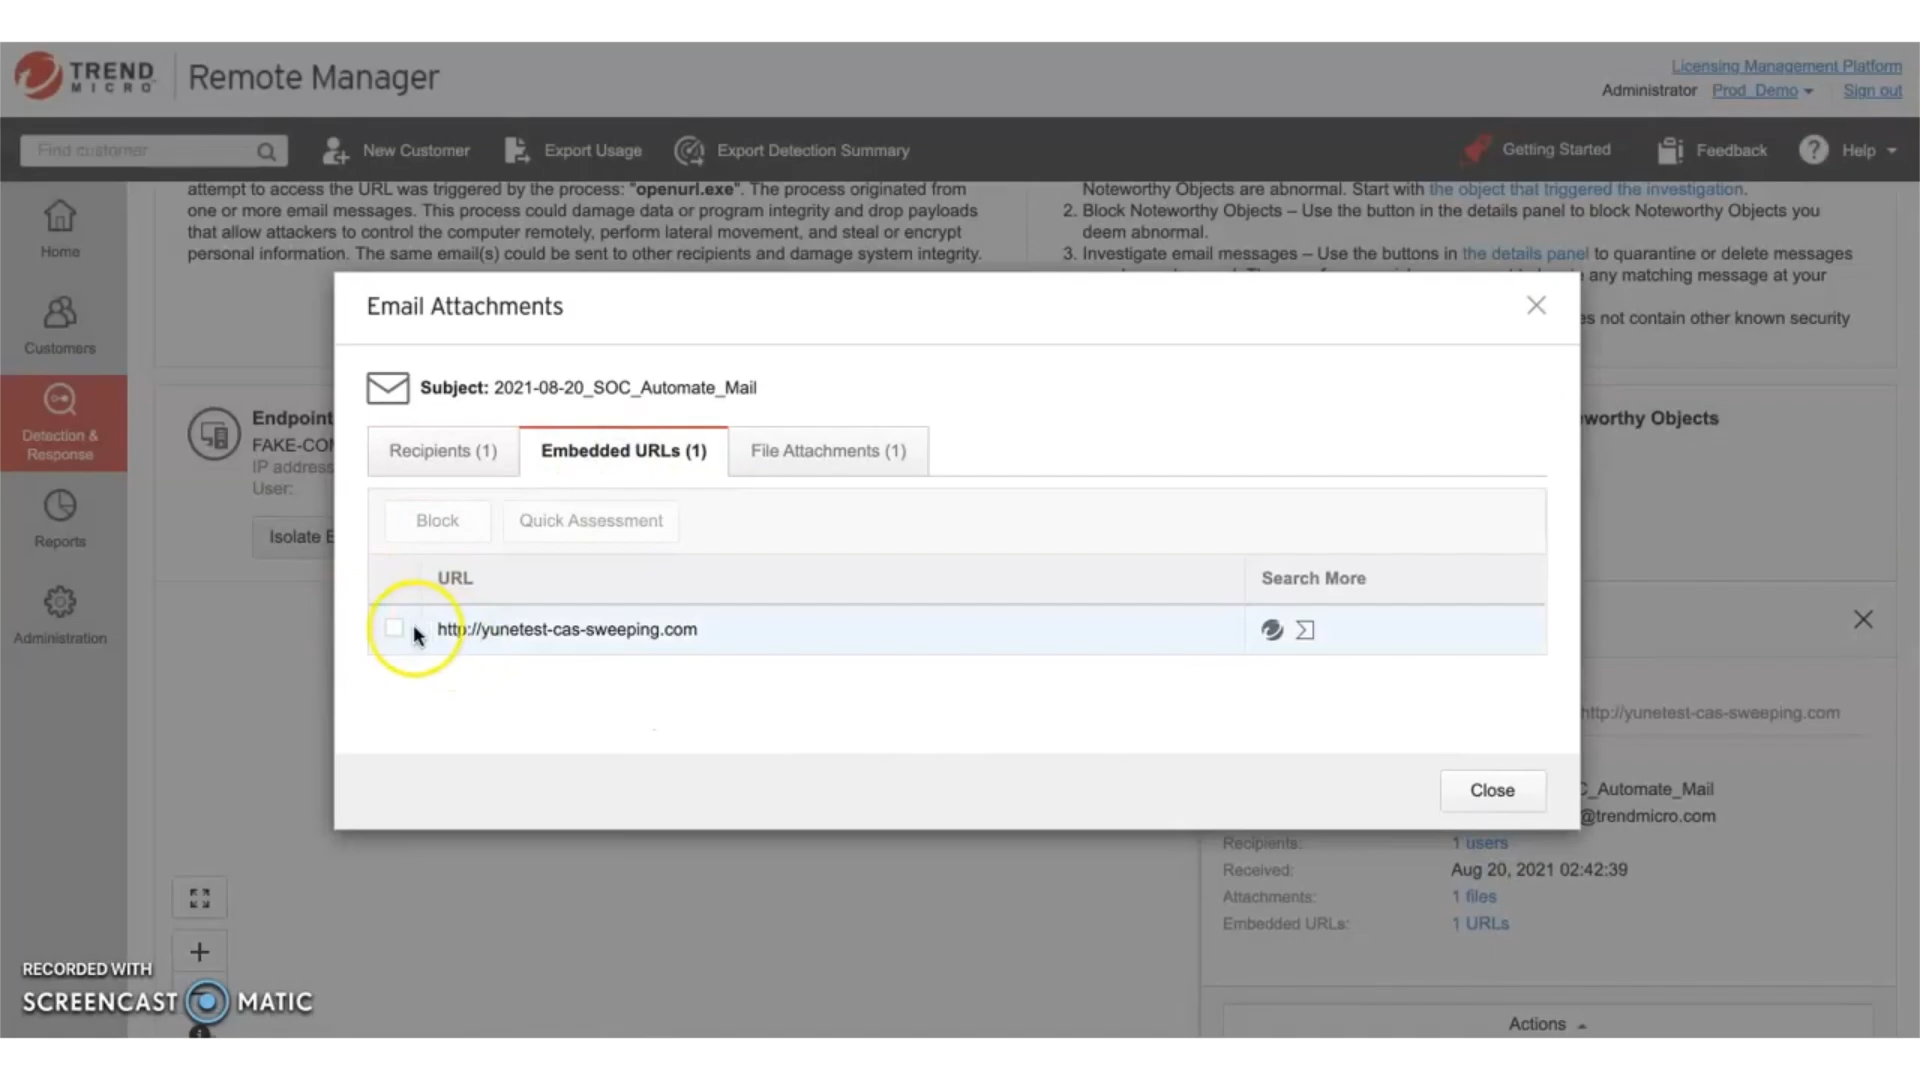 TREND MICRO
Remote Manager
Licensing Management Platform
Administrator Prod_Demo Sign out
Find customer
New Customer
Export Usage
Export Detection Summary
Getting Started
Feedback
Help
Home
Customers
Detection &
Response
Reports
Administration
attempt to access the URL was triggered by the process: "openurl.exe". The process originated from
one or more email messages. This process could damage data or program integrity and drop payloads
that allow attackers to control the computer remotely, perform lateral movement, and steal or encrypt
personal information. The same email(s) could be sent to other recipients and damage system integrity.
Noteworthy Objects are abnormal. Start with the object that triggered the investigation.
2. Block Noteworthy Objects – Use the button in the details panel to block Noteworthy Objects you
deem abnormal.
3. Investigate email messages – Use the buttons in the details panel to quarantine or delete messages
any matching message at your
es not contain other known security
Endpoint
FAKE-CO
IP address
User:
Isolate E
worthy Objects
Email Attachments
Subject: 2021-08-20_SOC_Automate_Mail
Recipients (1)
Embedded URLs (1)
File Attachments (1)
Block
Quick Assessment
URL
Search More
http://yunetest-cas-sweeping.com
Close
http://yunetest-cas-sweeping.com
C_Automate_Mail
@trendmicro.com
Recipients: 1 users
Received: Aug 20, 2021 02:42:39
Attachments: 1 files
Embedded URLs: 1 URLs
Actions
RECORDED WITH
SCREENCAST MATIC